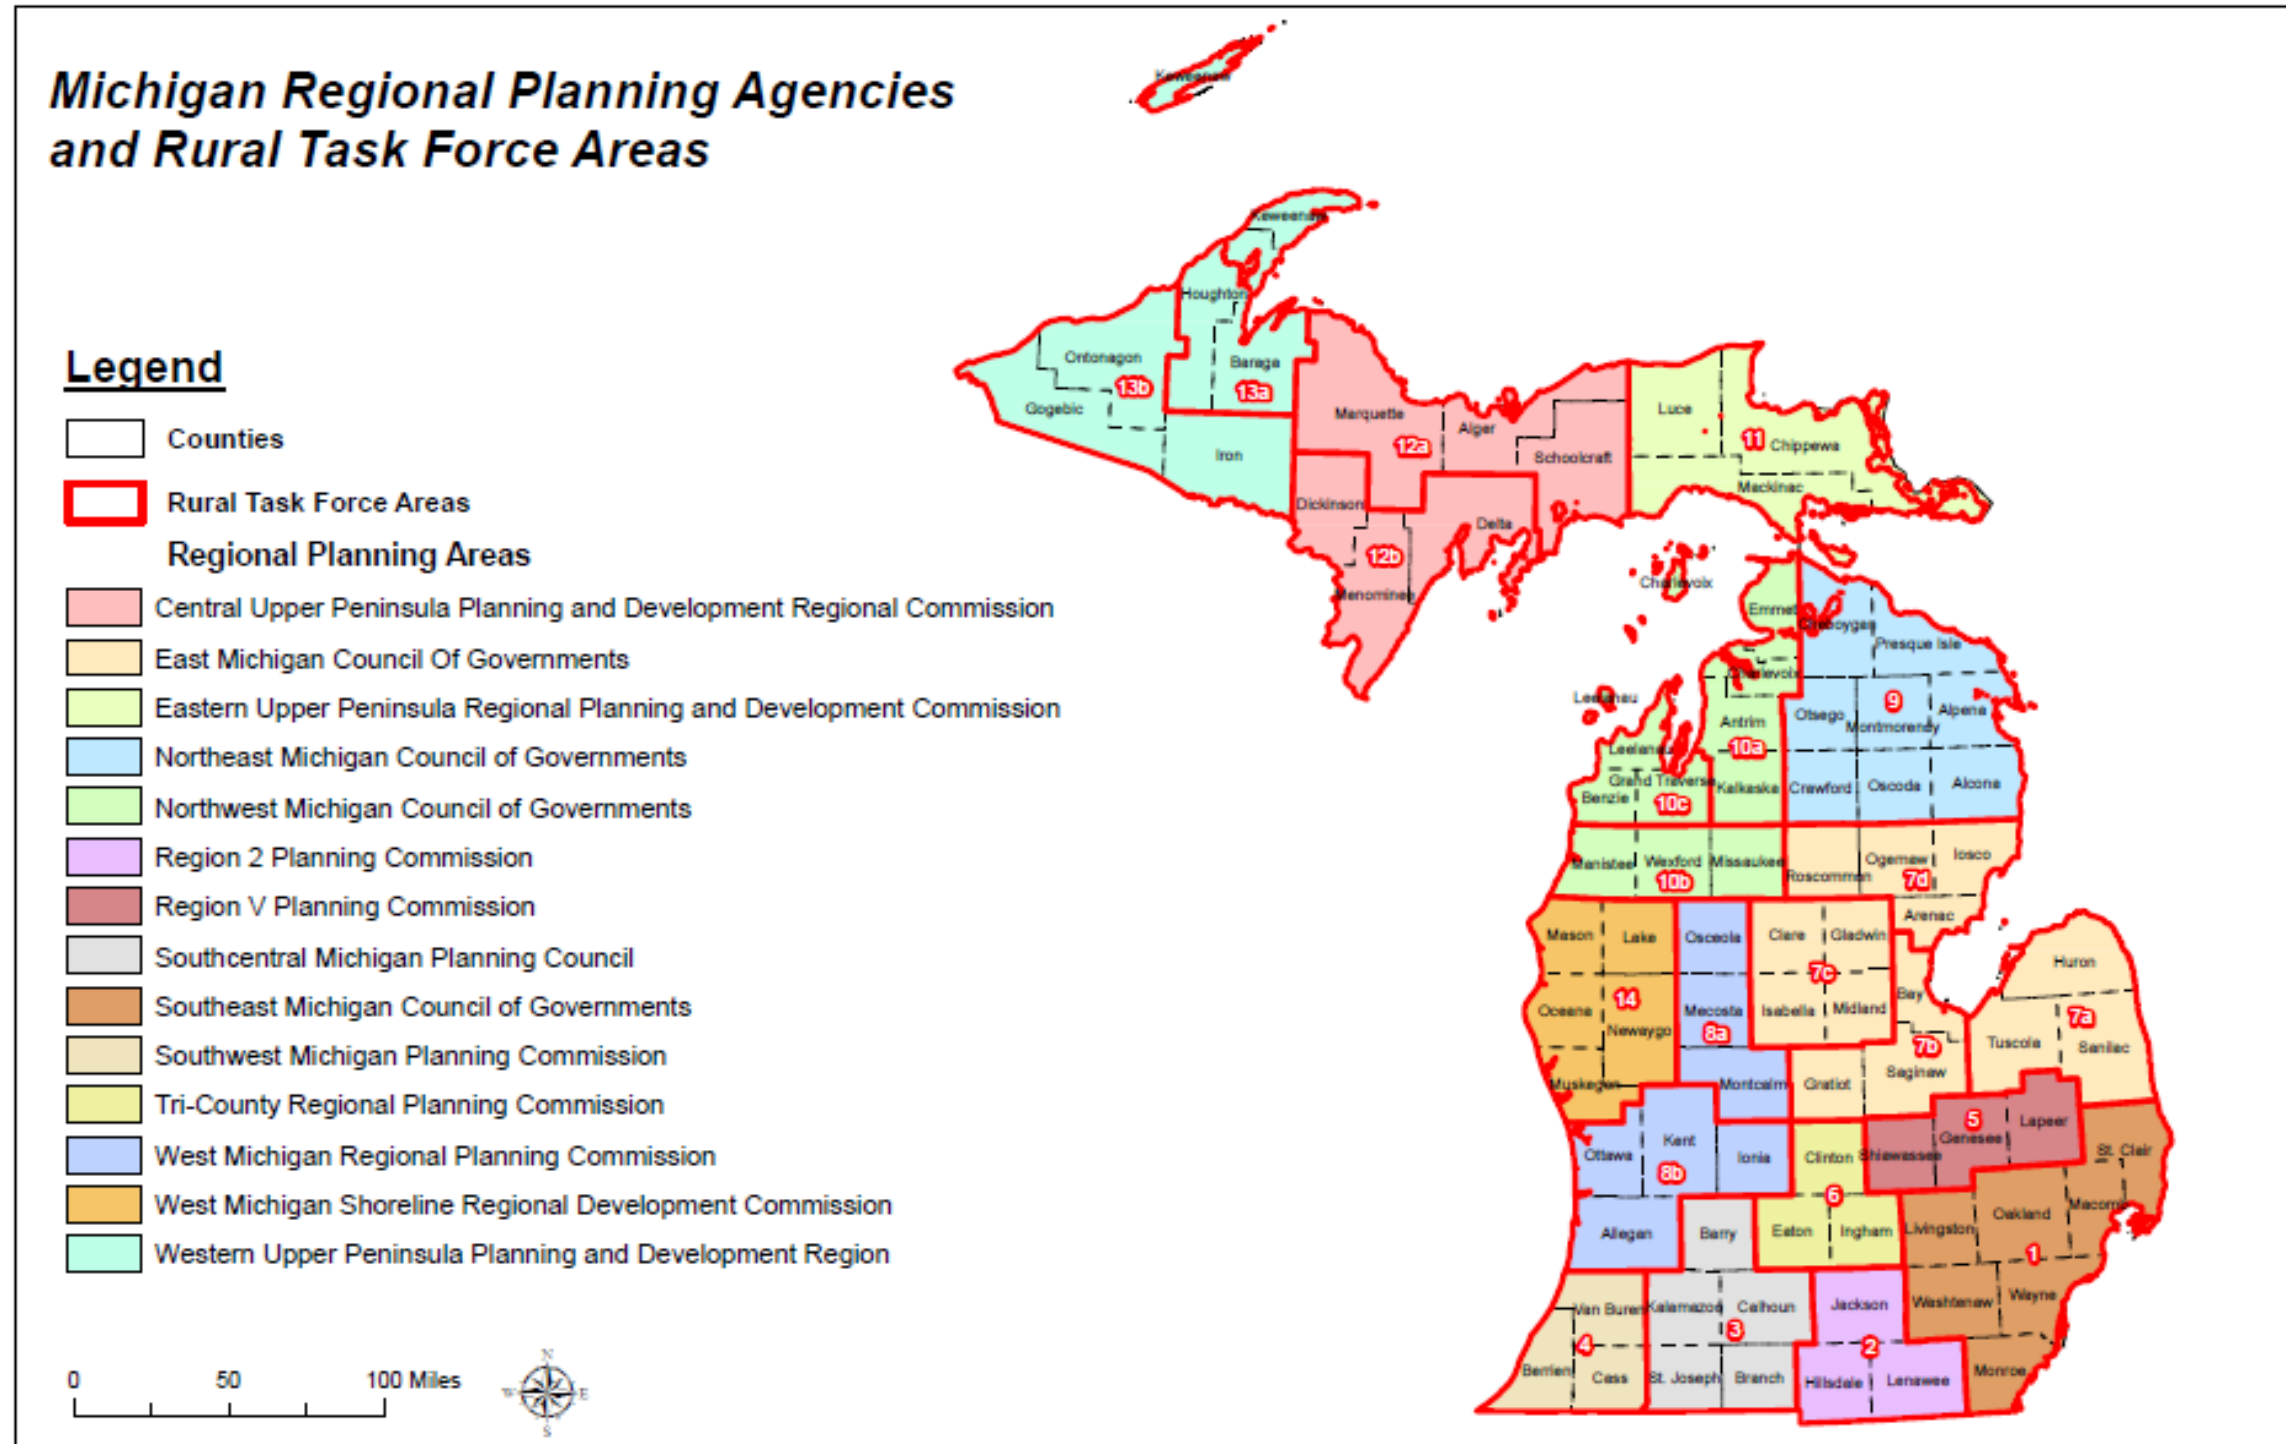 Michigan Regional Planning Agencies
and Rural Task Force Areas
Legend
Counties
Rural Task Force Areas
Regional Planning Areas
Central Upper Peninsula Planning and Development Regional Commission
East Michigan Council Of Governments
Eastern Upper Peninsula Regional Planning and Development Commission
Northeast Michigan Council of Governments
Northwest Michigan Council of Governments
Region 2 Planning Commission
Region V Planning Commission
Southcentral Michigan Planning Council
Southeast Michigan Council of Governments
Southwest Michigan Planning Commission
Tri-County Regional Planning Commission
West Michigan Regional Planning Commission
West Michigan Shoreline Regional Development Commission
Western Upper Peninsula Planning and Development Region
0 50 100 Miles
N
W E
S
Keweenaw
Keweenaw
Houghton
Ontonagon
13b
Baraga
13a
Gogebic
Iron
Marquette
12a
Alger
Schoolcraft
Luce
11
Chippewa
Mackinac
Dickinson
Delta
12b
Menominee
Charlevoix
Emmet
Cheboygan
Presque Isle
Charlevoix
Leelanau
Antrim
10a
Otsego
9
Montmorency
Alpena
Leelanau
Grand Traverse
Benzie
10c
Kalkaska
Crawford
Oscoda
Alcona
Manistee
Wexford
10b
Missaukee
Roscommon
Ogemaw
7d
Iosco
Arenac
Mason
Lake
Osceola
Clare
Gladwin
7c
Huron
Oceana
14
Newaygo
Mecosta
8a
Isabella
Midland
Bay
7b
7a
Tuscola
Sanilac
Muskegon
Montcalm
Gratiot
Saginaw
Ottawa
Kent
8b
Ionia
Clinton
Shiawassee
5
Genesee
Lapeer
St. Clair
6
Allegan
Barry
Eaton
Ingham
Livingston
Oakland
Macomb
1
Van Buren
Kalamazoo
Calhoun
Jackson
Washtenaw
Wayne
4
3
2
Berrien
Cass
St. Joseph
Branch
Hillsdale
Lenawee
Monroe